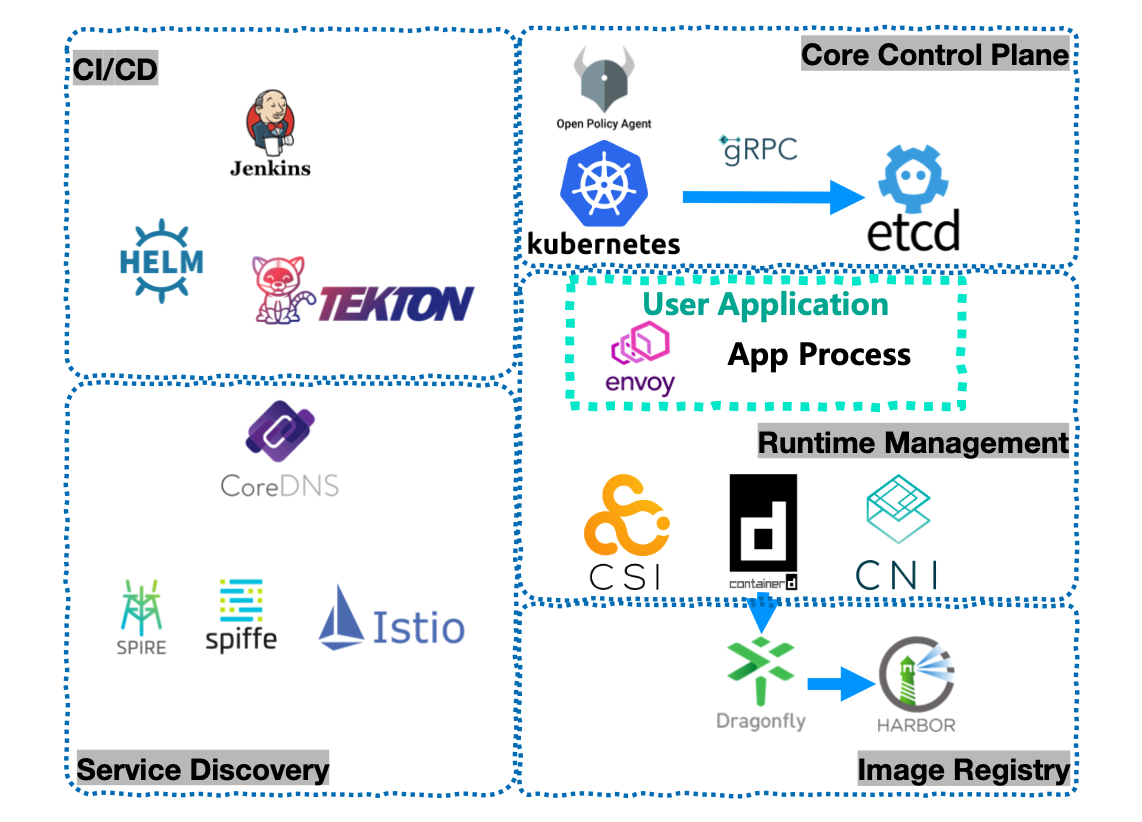 CI/CD
Jenkins
HELM
TEKTON
Core Control Plane
Open Policy Agent
kubernetes
gRPC
etcd
User Application
envoy
App Process
Runtime Management
CSI
containerd
d
CNI
CoreDNS
SPIRE
spiffe
Istio
Service Discovery
Dragonfly
HARBOR
Image Registry